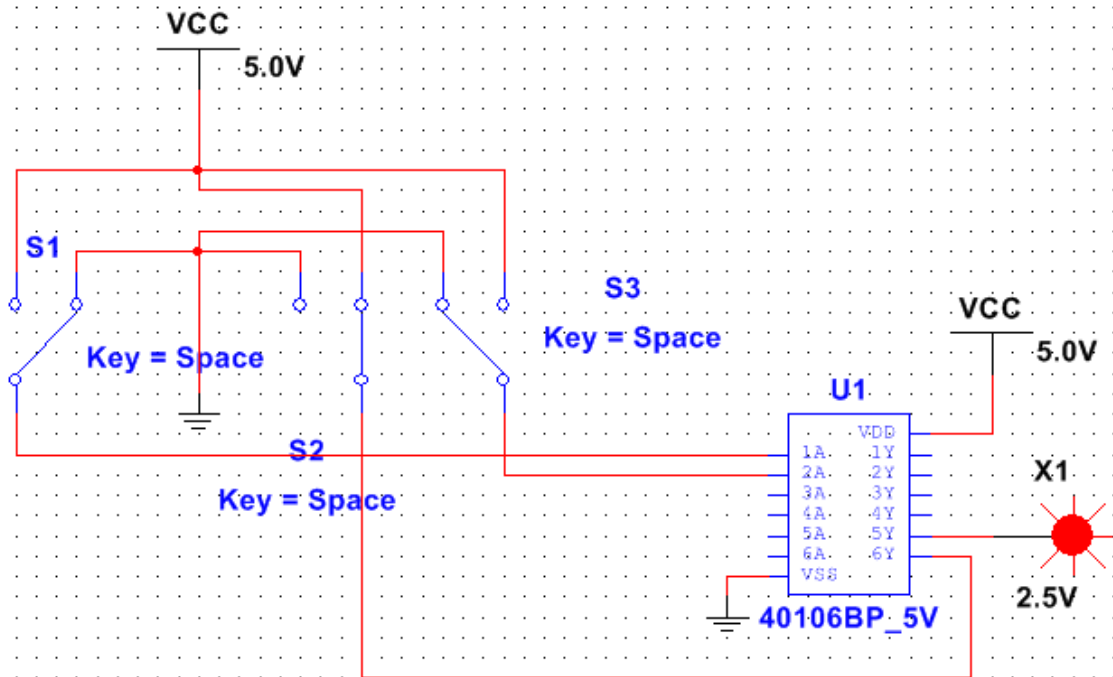 VCC
5.0V
S1
Key = Space
S2
Key = Space
S3
Key = Space
VCC
5.0V
U1
VDD
1A 1Y
2A 2Y
3A 3Y
4A 4Y
5A 5Y
6A 6Y
VSS
40106BP_5V
X1
2.5V